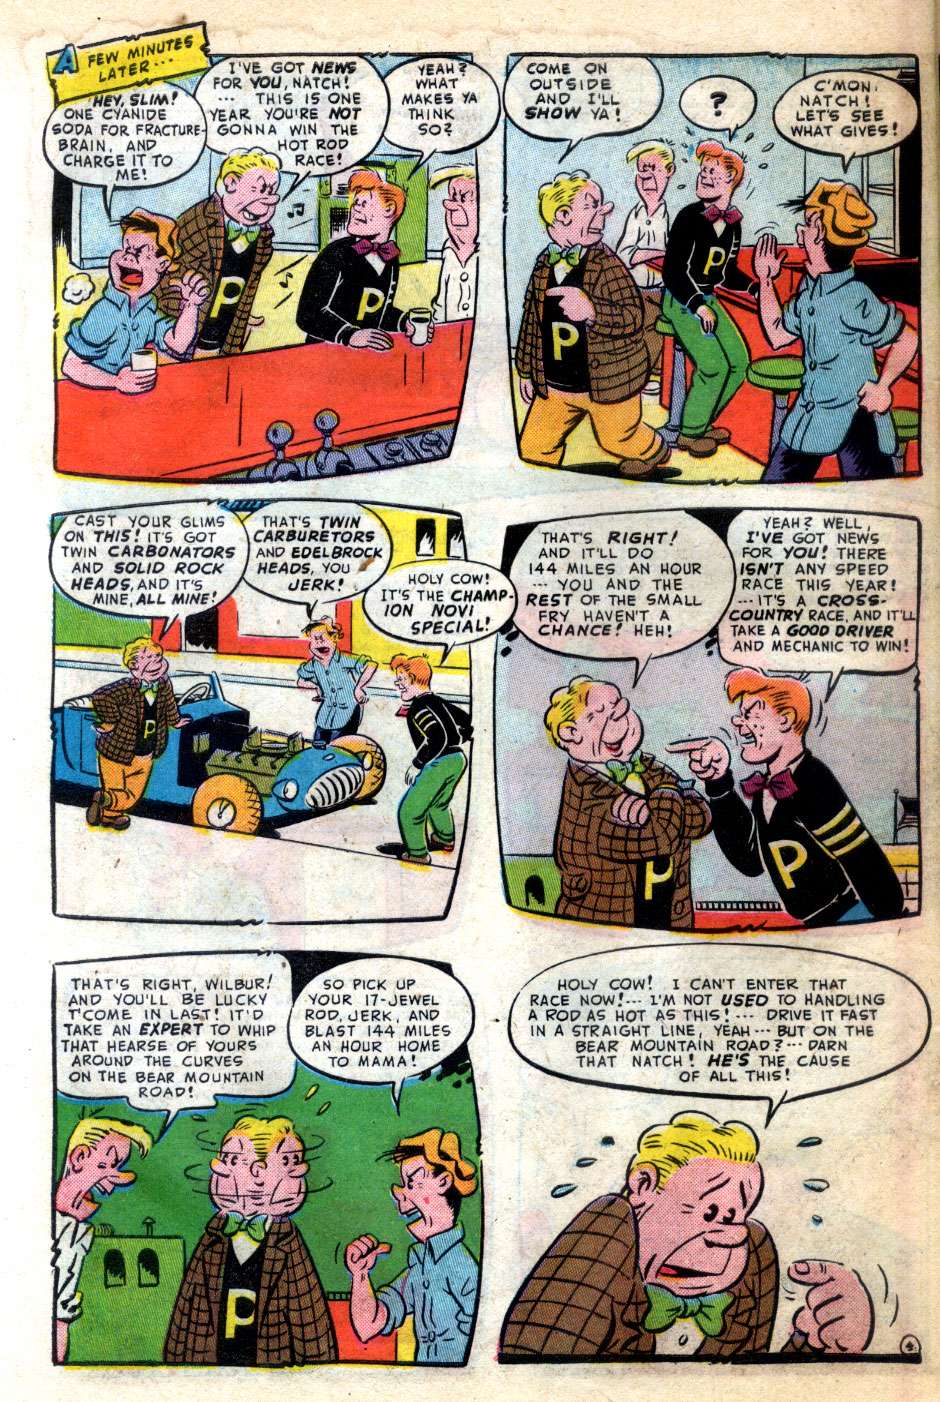 A FEW MINUTES
LATER...
HEY, SLIM!
ONE CYANIDE
SODA FOR FRACTURE-
BRAIN, AND
CHARGE IT TO
ME!
I'VE GOT NEWS
FOR YOU, NATCH!
... THIS IS ONE
YEAR YOU'RE NOT
GONNA WIN THE
HOT ROD
RACE!
YEAH?
WHAT
MAKES YA
THINK
SO?
P
P
COME ON
OUTSIDE
AND I'LL
SHOW YA!
?
C'MON,
NATCH!
LET'S SEE
WHAT GIVES!
P
P
CAST YOUR GLIMS
ON THIS! IT'S GOT
TWIN CARBONATORS
AND SOLID ROCK
HEADS, AND IT'S
MINE, ALL MINE!
THAT'S TWIN
CARBURETORS
AND EDELBROCK
HEADS, YOU
JERK!
HOLY COW!
IT'S THE CHAMP-
ION NOVI
SPECIAL!
P
THAT'S RIGHT!
AND IT'LL DO
144 MILES AN HOUR
... YOU AND THE
REST OF THE SMALL
FRY HAVEN'T A
CHANCE! HEH!
YEAH? WELL,
I'VE GOT NEWS
FOR YOU! THERE
ISN'T ANY SPEED
RACE THIS YEAR!
... IT'S A CROSS-
COUNTRY RACE, AND IT'LL
TAKE A GOOD DRIVER
AND MECHANIC TO WIN!
P
P
THAT'S RIGHT, WILBUR!
AND YOU'LL BE LUCKY
T'COME IN LAST! IT'D
TAKE AN EXPERT TO WHIP
THAT HEARSE OF YOURS
AROUND THE CURVES
ON THE BEAR MOUNTAIN
ROAD!
SO PICK UP
YOUR 17-JEWEL
ROD, JERK, AND
BLAST 144 MILES
AN HOUR HOME
TO MAMA!
P
HOLY COW! I CAN'T ENTER THAT
RACE NOW!... I'M NOT USED TO HANDLING
A ROD AS HOT AS THIS!... DRIVE IT FAST
IN A STRAIGHT LINE, YEAH... BUT ON THE
BEAR MOUNTAIN ROAD?... DARN
THAT NATCH! HE'S THE CAUSE
OF ALL THIS!
4